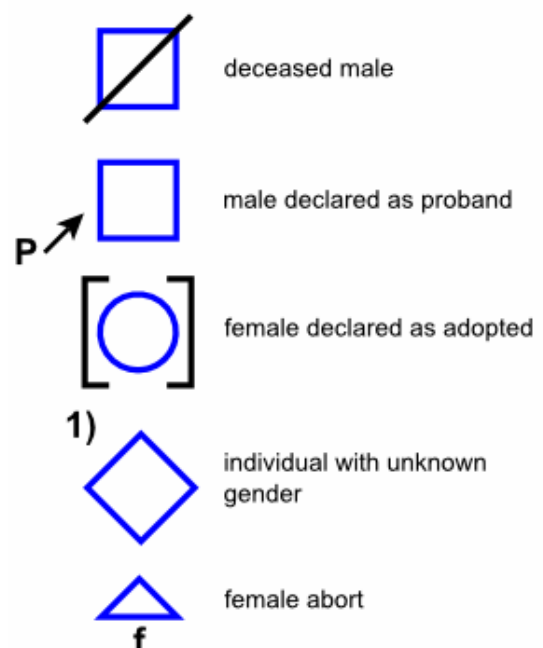 deceased male
male declared as proband
P
female declared as adopted
1)
individual with unknown
gender
female abort
f